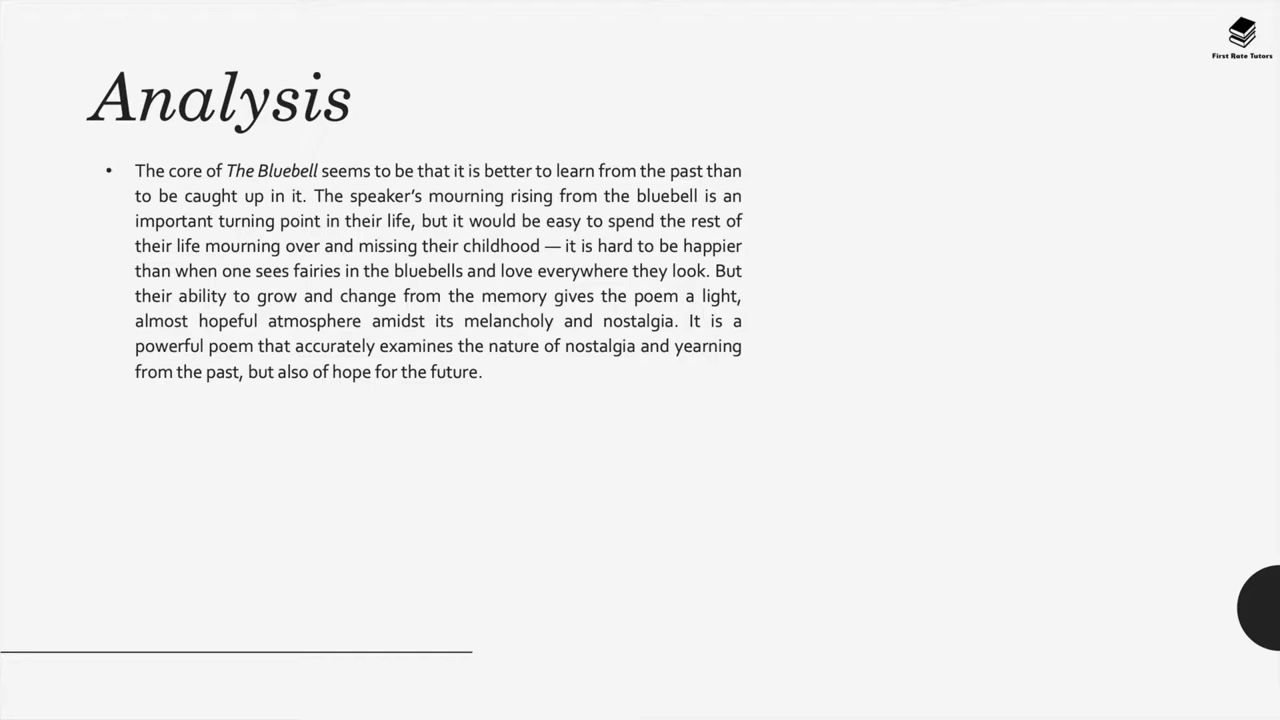 First Rate Tutors
Analysis
• The core of The Bluebell seems to be that it is better to learn from the past than
to be caught up in it. The speaker’s mourning rising from the bluebell is an
important turning point in their life, but it would be easy to spend the rest of
their life mourning over and missing their childhood — it is hard to be happier
than when one sees fairies in the bluebells and love everywhere they look. But
their ability to grow and change from the memory gives the poem a light,
almost hopeful atmosphere amidst its melancholy and nostalgia. It is a
powerful poem that accurately examines the nature of nostalgia and yearning
from the past, but also of hope for the future.